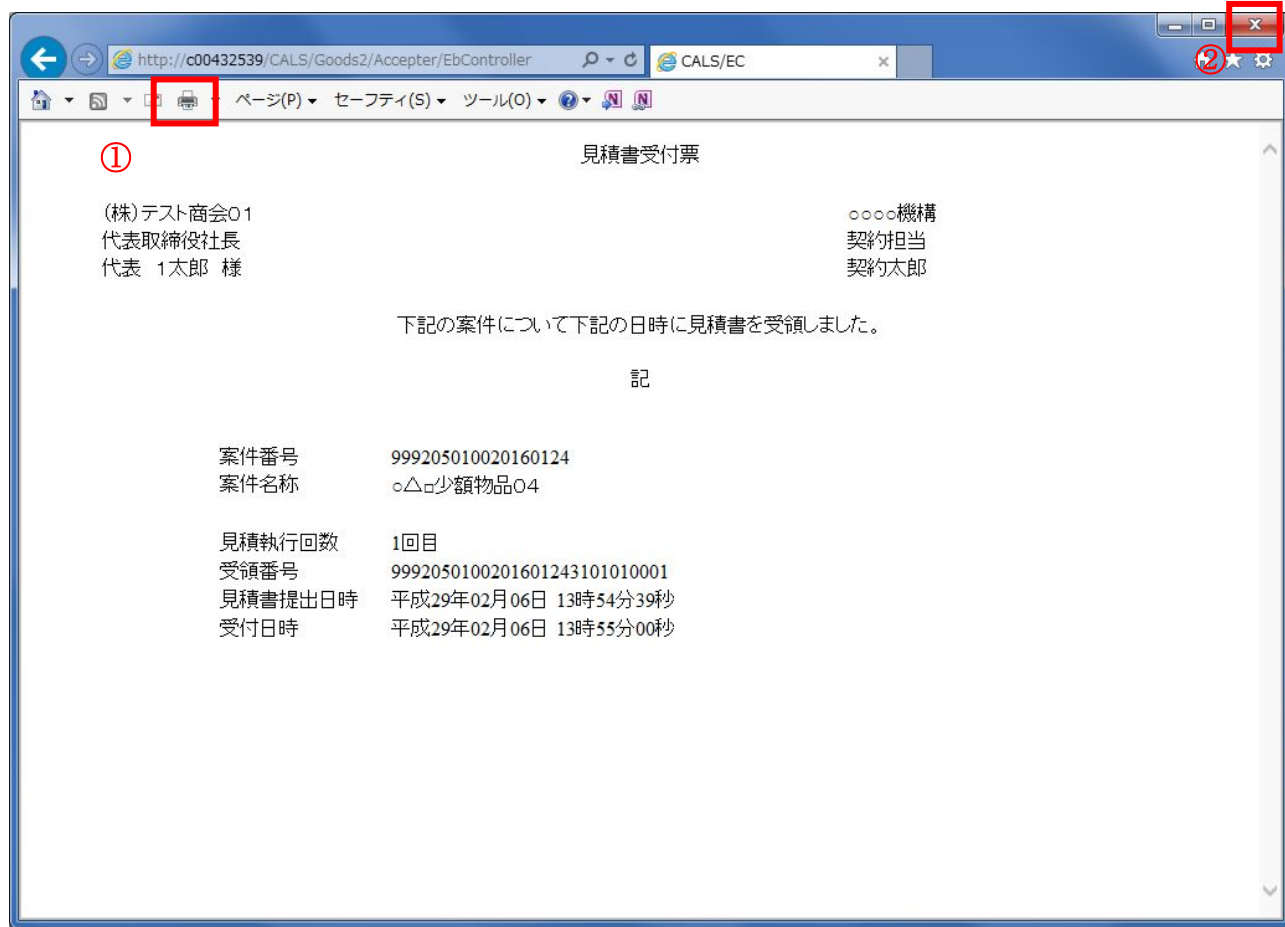 ②
http://c00432539/CALS/Goods2/Accepter/EbController
CALS/EC
ページ(P) セーフティ(S) ツール(O)
①
見積書受付票
(株)テスト商会01
○○○○機構
代表取締役社長
契約担当
代表 1太郎 様
契約太郎
下記の案件について下記の日時に見積書を受領しました。
記
案件番号 999205010020160124
案件名称 ○△□少額物品04
見積執行回数 1回目
受領番号 9992050100201601243101010001
見積書提出日時 平成29年02月06日 13時54分39秒
受付日時 平成29年02月06日 13時55分00秒